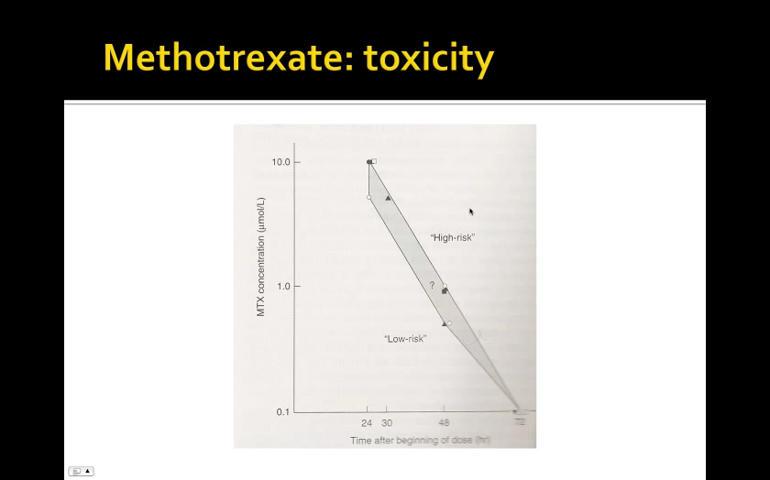 Methotrexate: toxicity
10.0
"High-risk"
MTX concentration (μmol/L)
?
1.0
"Low-risk"
0.1
24 30 48 72
Time after beginning of dose (hr)